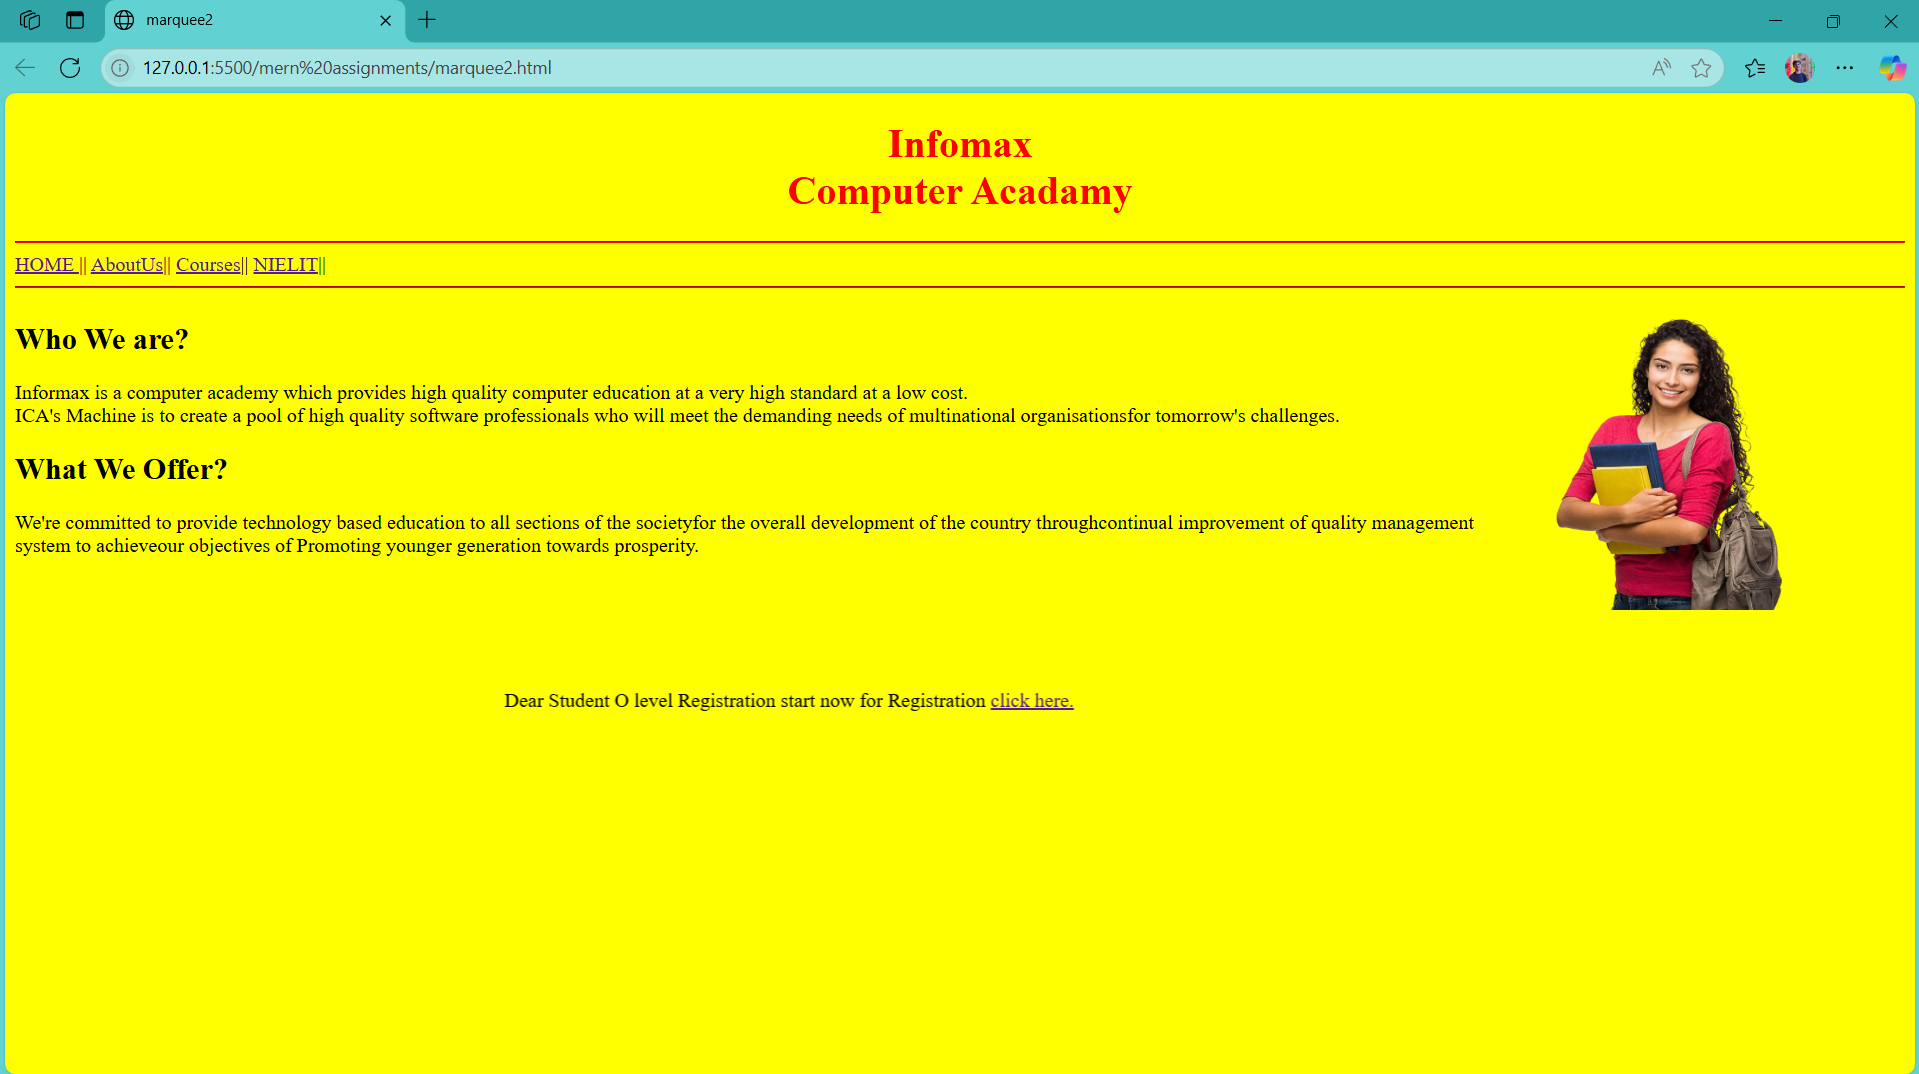 marquee2
127.0.0.1:5500/mern%20assignments/marquee2.html
Infomax
Computer Acadamy
HOME || AboutUs|| Courses|| NIELIT||
Who We are?
Informax is a computer academy which provides high quality computer education at a very high standard at a low cost.
ICA's Machine is to create a pool of high quality software professionals who will meet the demanding needs of multinational organisationsfor tomorrow's challenges.
What We Offer?
We're committed to provide technology based education to all sections of the societyfor the overall development of the country throughcontinual improvement of quality management
system to achieveour objectives of Promoting younger generation towards prosperity.
Dear Student O level Registration start now for Registration click here.